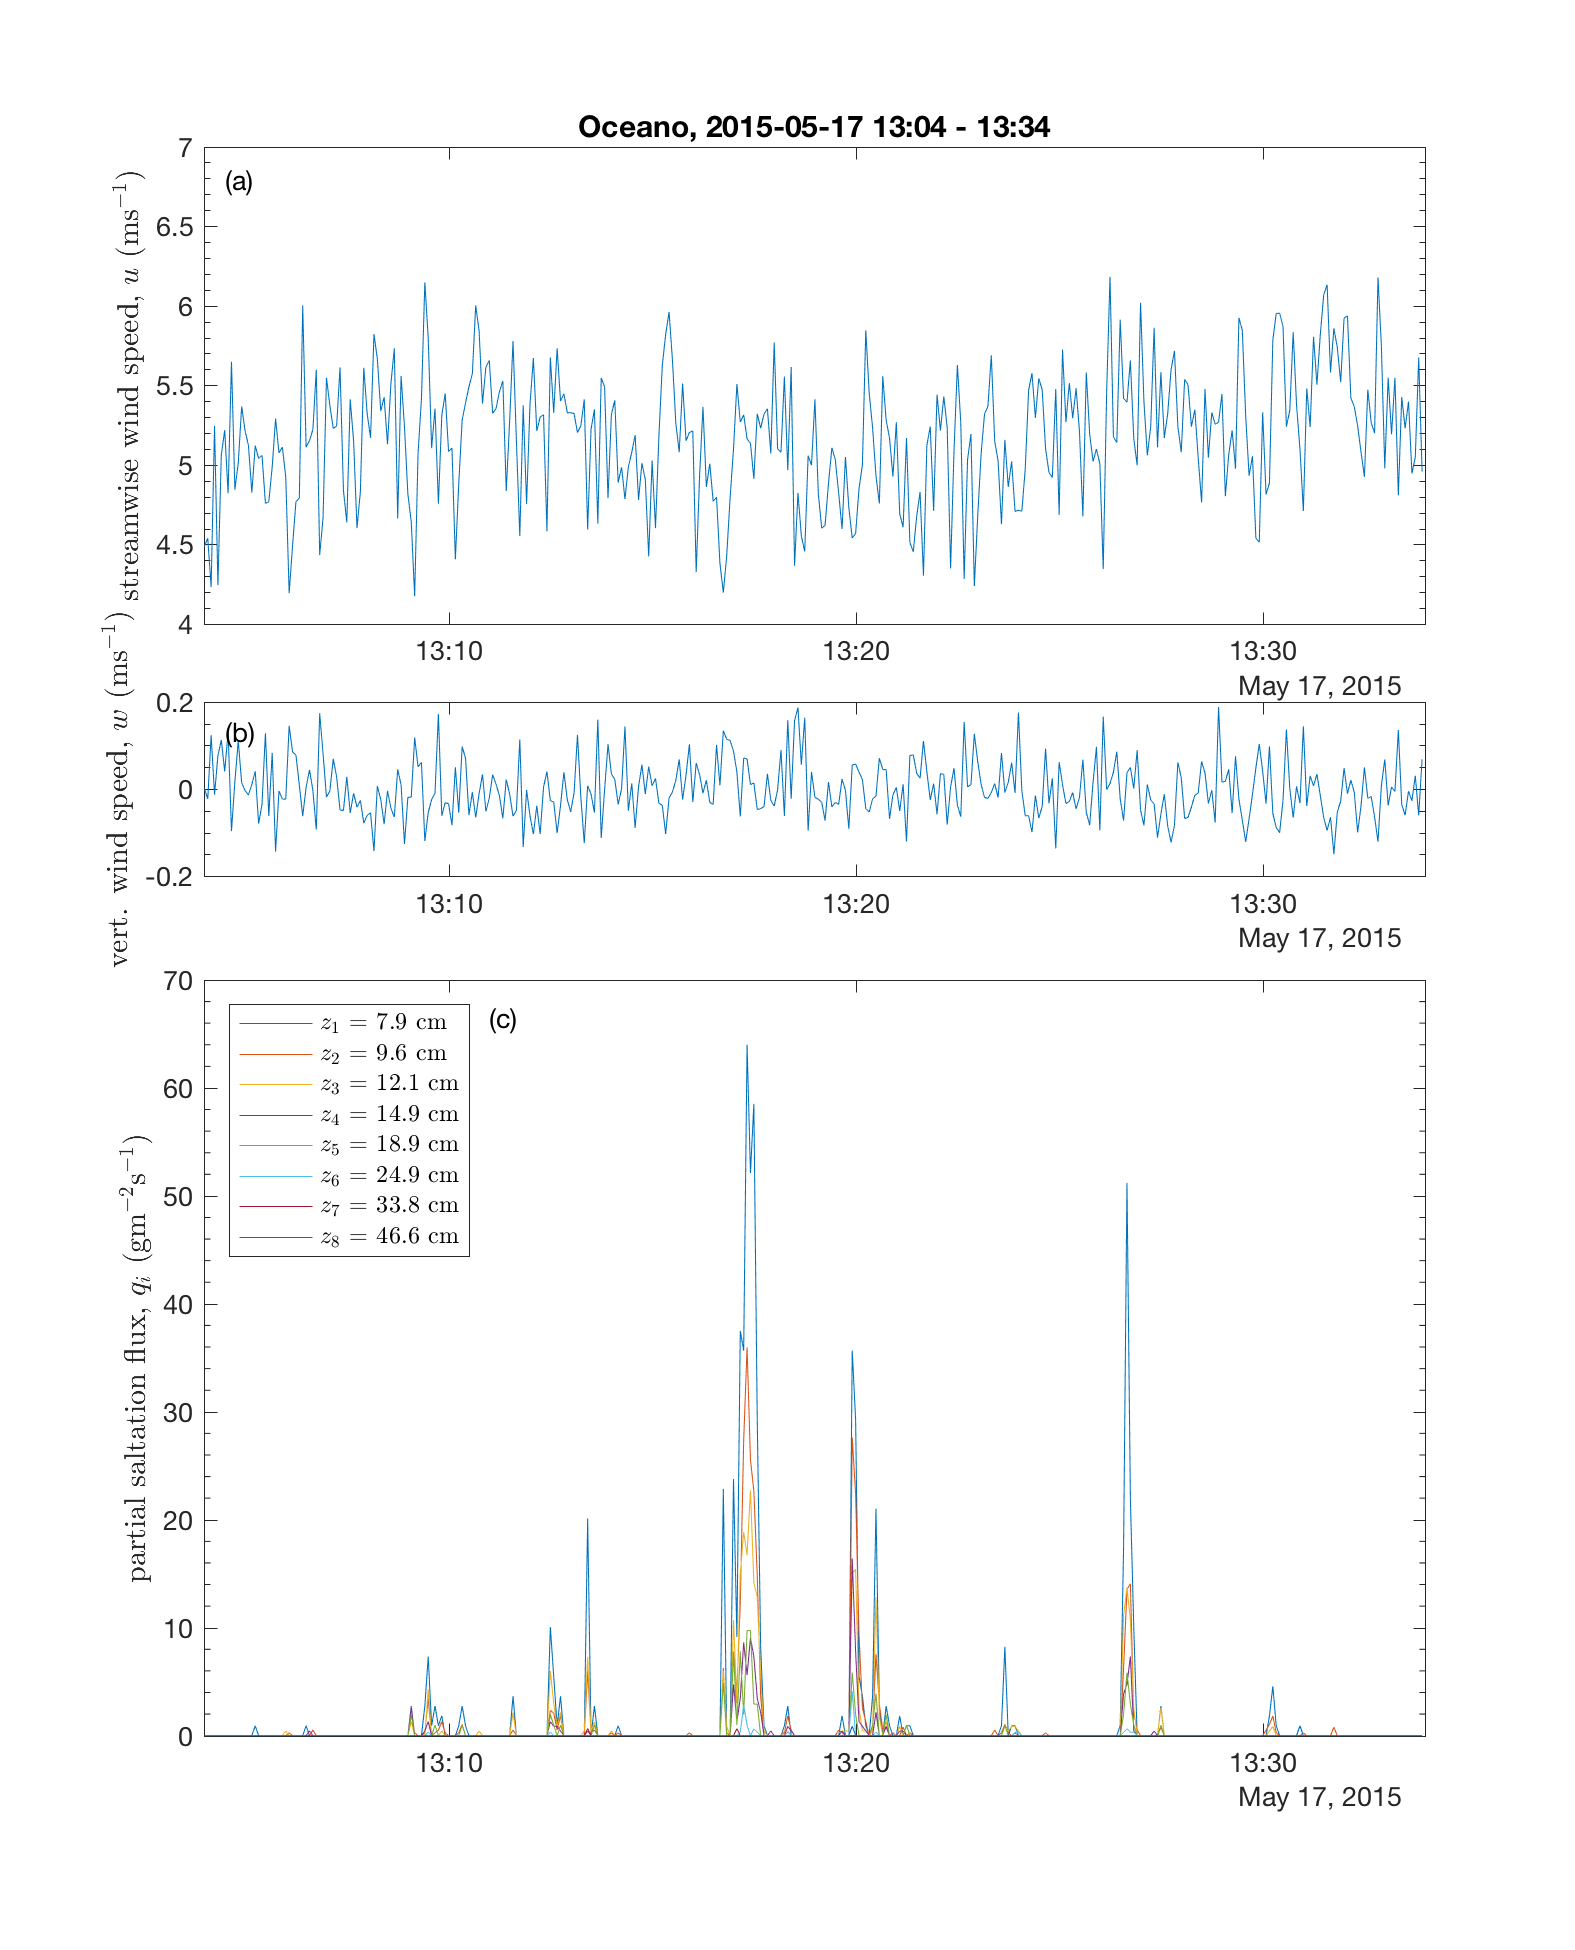 Oceano, 2015-05-17 13:04 - 13:34
(a)
streamwise wind speed, u (ms⁻¹)
7
6.5
6
5.5
5
4.5
4
13:10 13:20 13:30
May 17, 2015
(b)
vert. wind speed, w (ms⁻¹)
0.2
0
-0.2
13:10 13:20 13:30
May 17, 2015
(c)
partial saltation flux, qᵢ (gm⁻²s⁻¹)
70
60
50
40
30
20
10
0
z₁ = 7.9 cm
z₂ = 9.6 cm
z₃ = 12.1 cm
z₄ = 14.9 cm
z₅ = 18.9 cm
z₆ = 24.9 cm
z₇ = 33.8 cm
z₈ = 46.6 cm
13:10 13:20 13:30
May 17, 2015